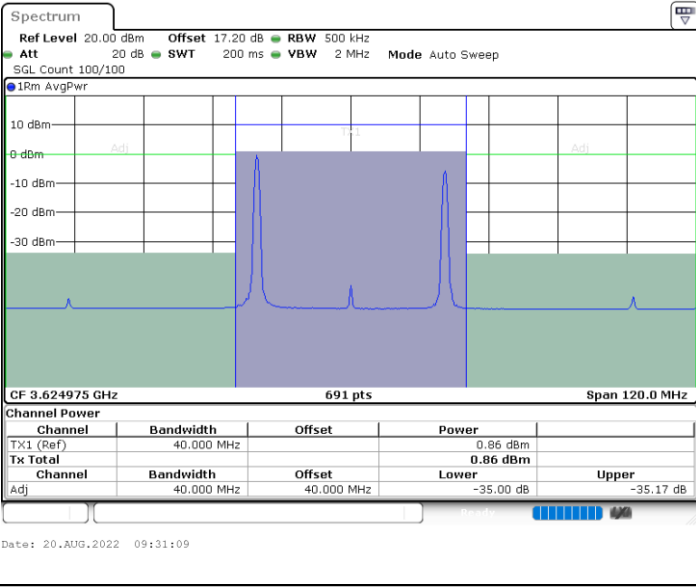 Spectrum
Ref Level 20.00 dBm Offset 17.20 dB RBW 500 kHz
Att 20 dB SWT 200 ms VBW 2 MHz Mode Auto Sweep
SGL Count 100/100
1Rm AvgPwr
10 dBm
TX1
Adj
Adj
0 dBm
-10 dBm
-20 dBm
-30 dBm
CF 3.624975 GHz 691 pts Span 120.0 MHz
Channel Power
Channel Bandwidth Offset Power
TX1 (Ref) 40.000 MHz 0.86 dBm
Tx Total 0.86 dBm
Channel Bandwidth Offset Lower Upper
Adj 40.000 MHz 40.000 MHz -35.00 dB -35.17 dB
Ready
Date: 20.AUG.2022 09:31:09